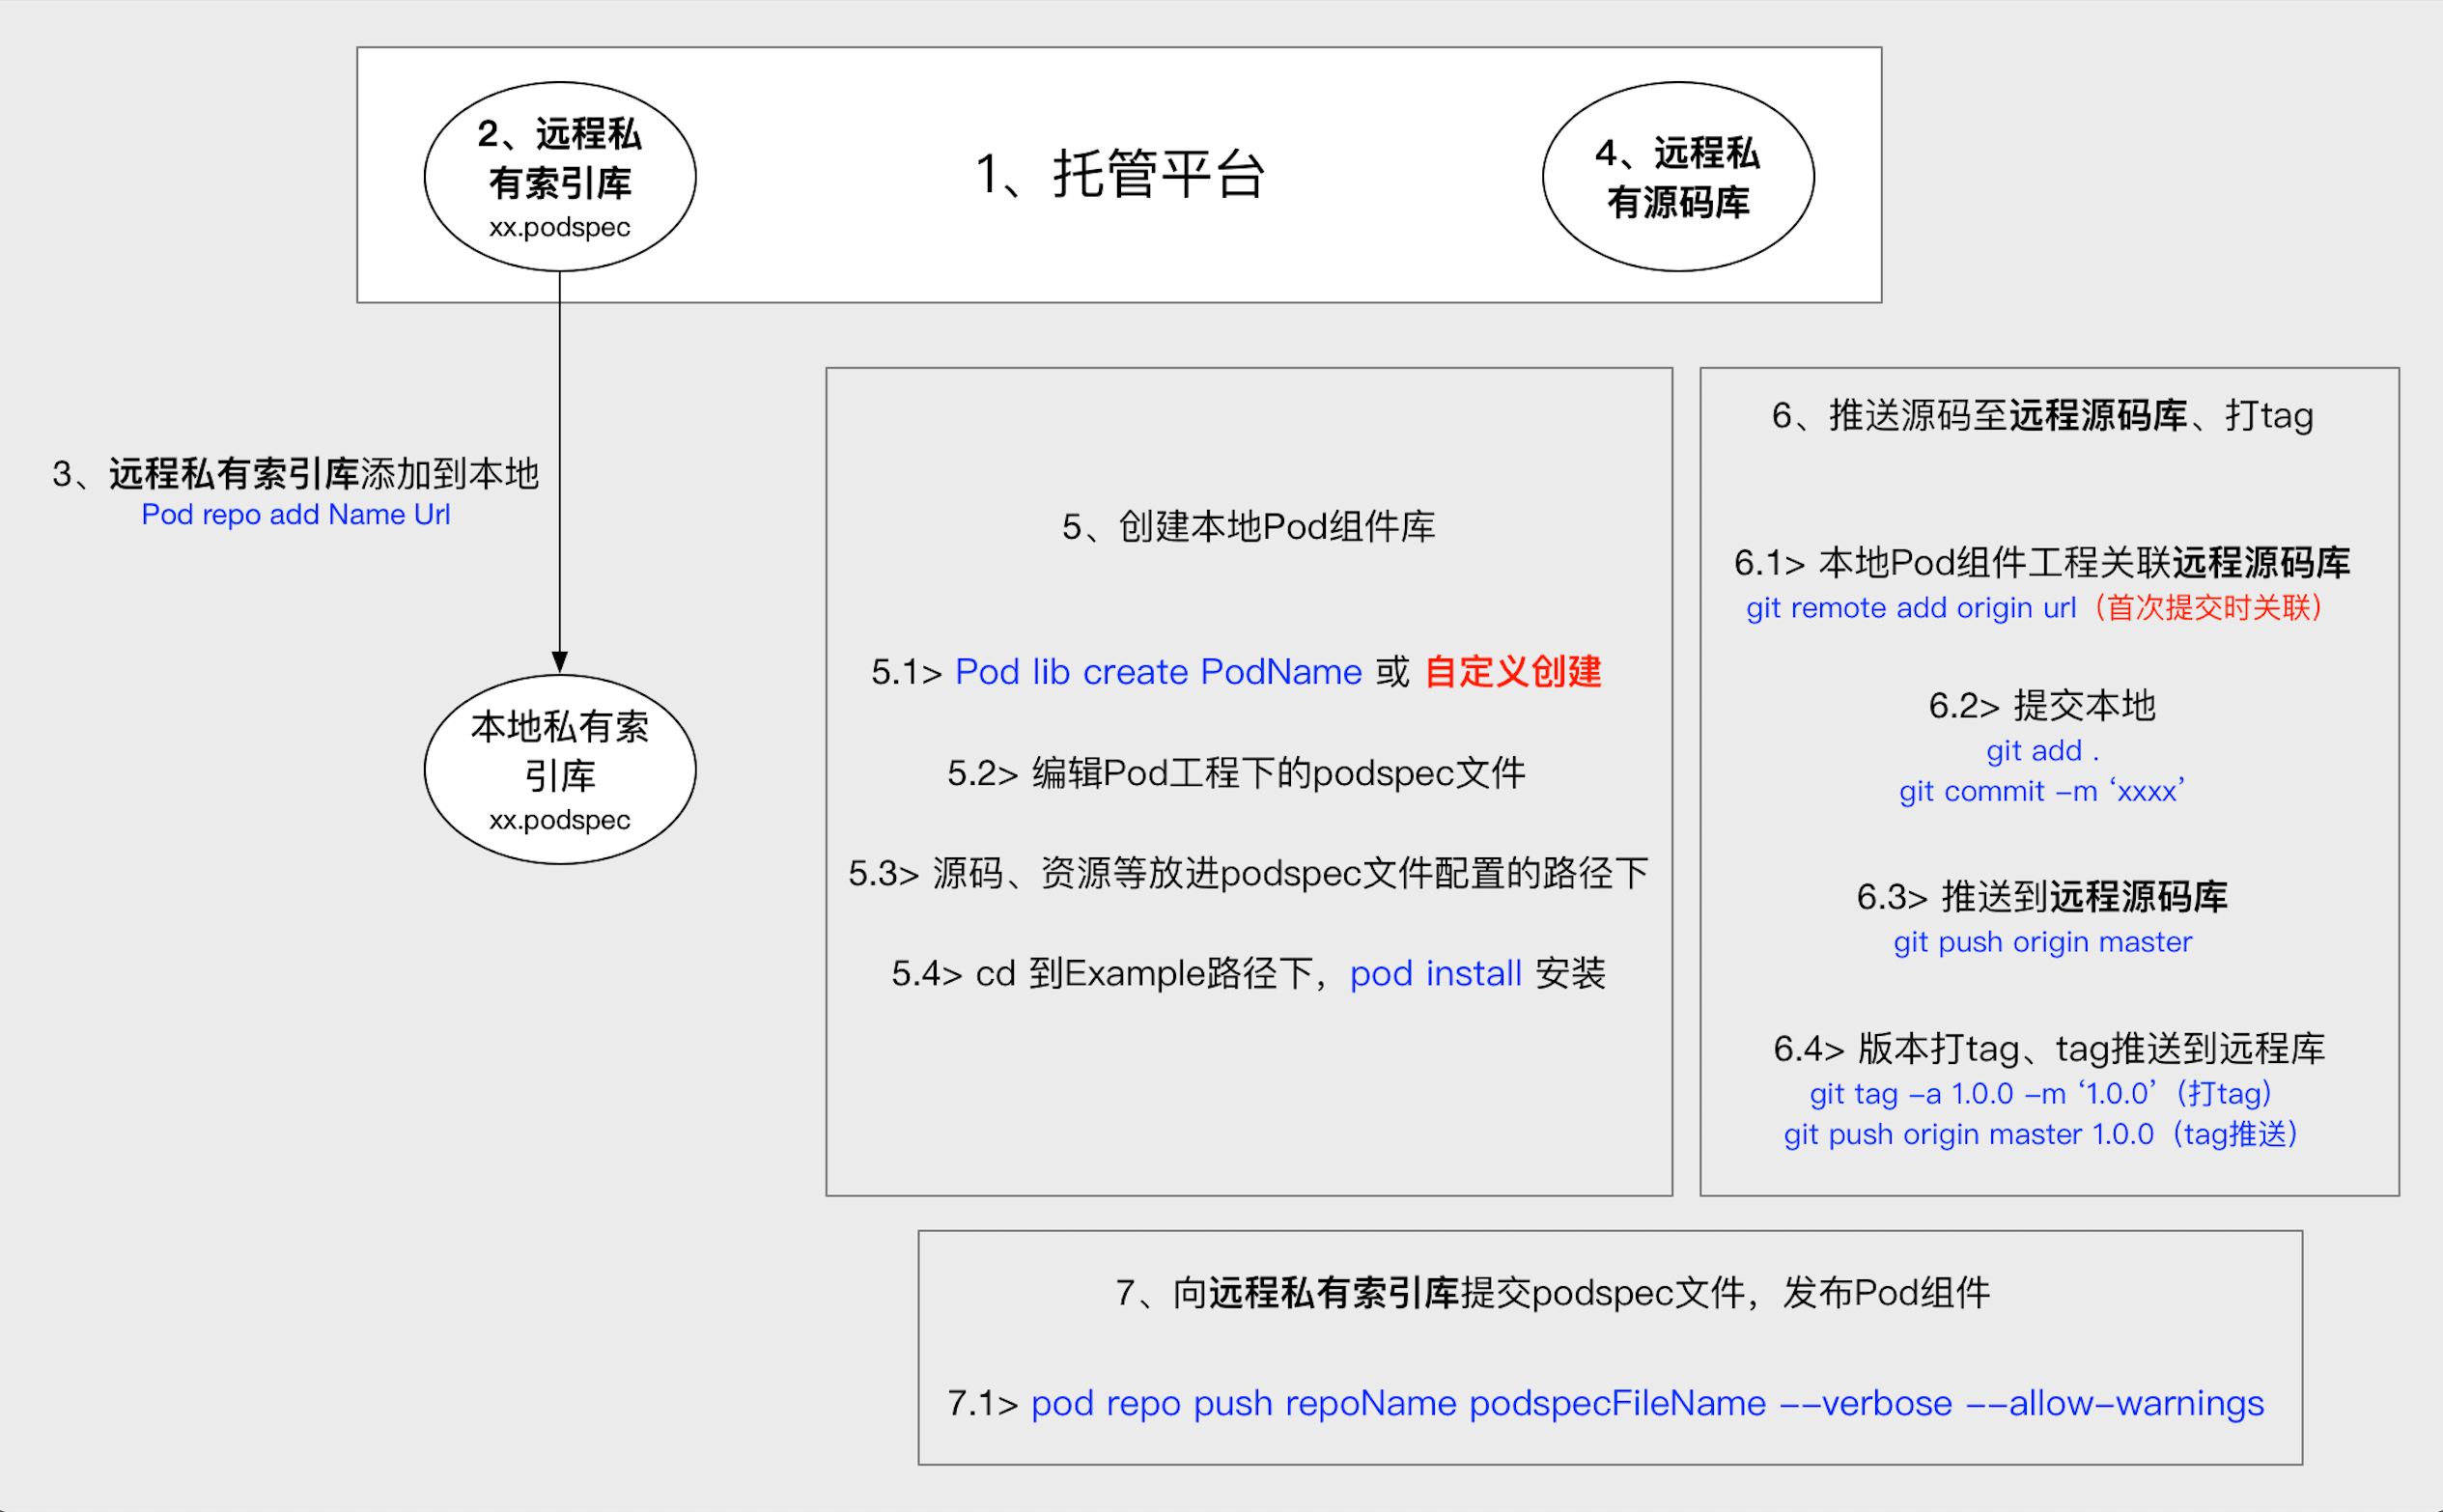 2、远程私
有索引库
xx.podspec
1、托管平台
4、远程私
有源码库
3、远程私有索引库添加到本地
Pod repo add Name Url
本地私有索
引库
xx.podspec
5、创建本地Pod组件库
5.1> Pod lib create PodName 或 自定义创建
5.2> 编辑Pod工程下的podspec文件
5.3> 源码、资源等放进podspec文件配置的路径下
5.4> cd 到Example路径下，pod install 安装
6、推送源码至远程源码库、打tag
6.1> 本地Pod组件工程关联远程源码库
git remote add origin url（首次提交时关联）
6.2> 提交本地
git add .
git commit -m ‘xxxx’
6.3> 推送到远程源码库
git push origin master
6.4> 版本打tag、tag推送到远程库
git tag -a 1.0.0 -m ‘1.0.0’（打tag）
git push origin master 1.0.0（tag推送）
7、向远程私有索引库提交podspec文件，发布Pod组件
7.1> pod repo push repoName podspecFileName --verbose --allow-warnings